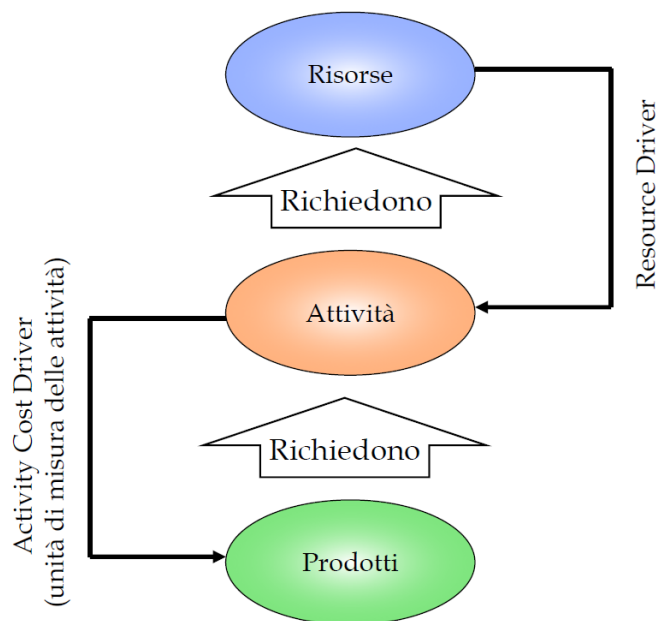 Risorse
Richiedono
Resource Driver
Attività
Activity Cost Driver
(unità di misura delle attività)
Richiedono
Prodotti